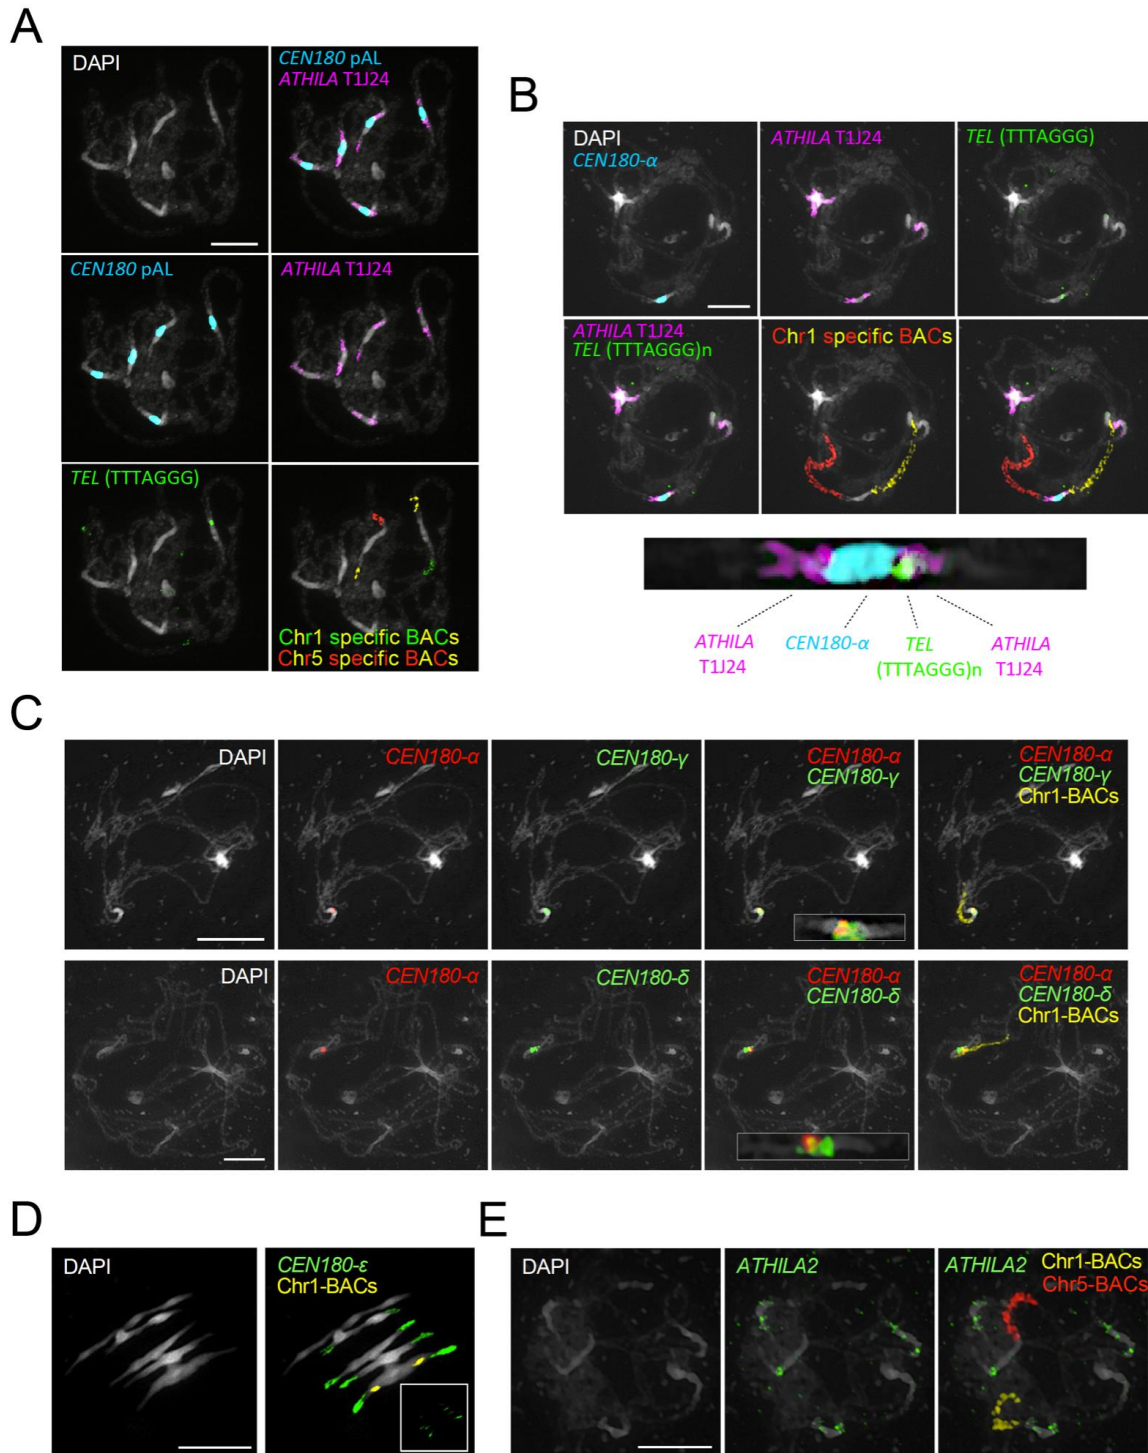 A
DAPI
CEN180 pAL
ATHILA T1J24
CEN180 pAL
ATHILA T1J24
TEL (TTTAGGG)
Chr1 specific BACs
Chr5 specific BACs
B
DAPI
CEN180-α
ATHILA T1J24
TEL (TTTAGGG)
ATHILA T1J24
TEL (TTTAGGG)n
Chr1 specific BACs
ATHILA
T1J24
CEN180-α
TEL
(TTTAGGG)n
ATHILA
T1J24
C
DAPI
CEN180-α
CEN180-γ
CEN180-α
CEN180-γ
CEN180-α
CEN180-γ
Chr1-BACs
DAPI
CEN180-α
CEN180-δ
CEN180-α
CEN180-δ
CEN180-α
CEN180-δ
Chr1-BACs
D
DAPI
CEN180-ε
Chr1-BACs
E
DAPI
ATHILA2
ATHILA2
Chr1-BACs
Chr5-BACs